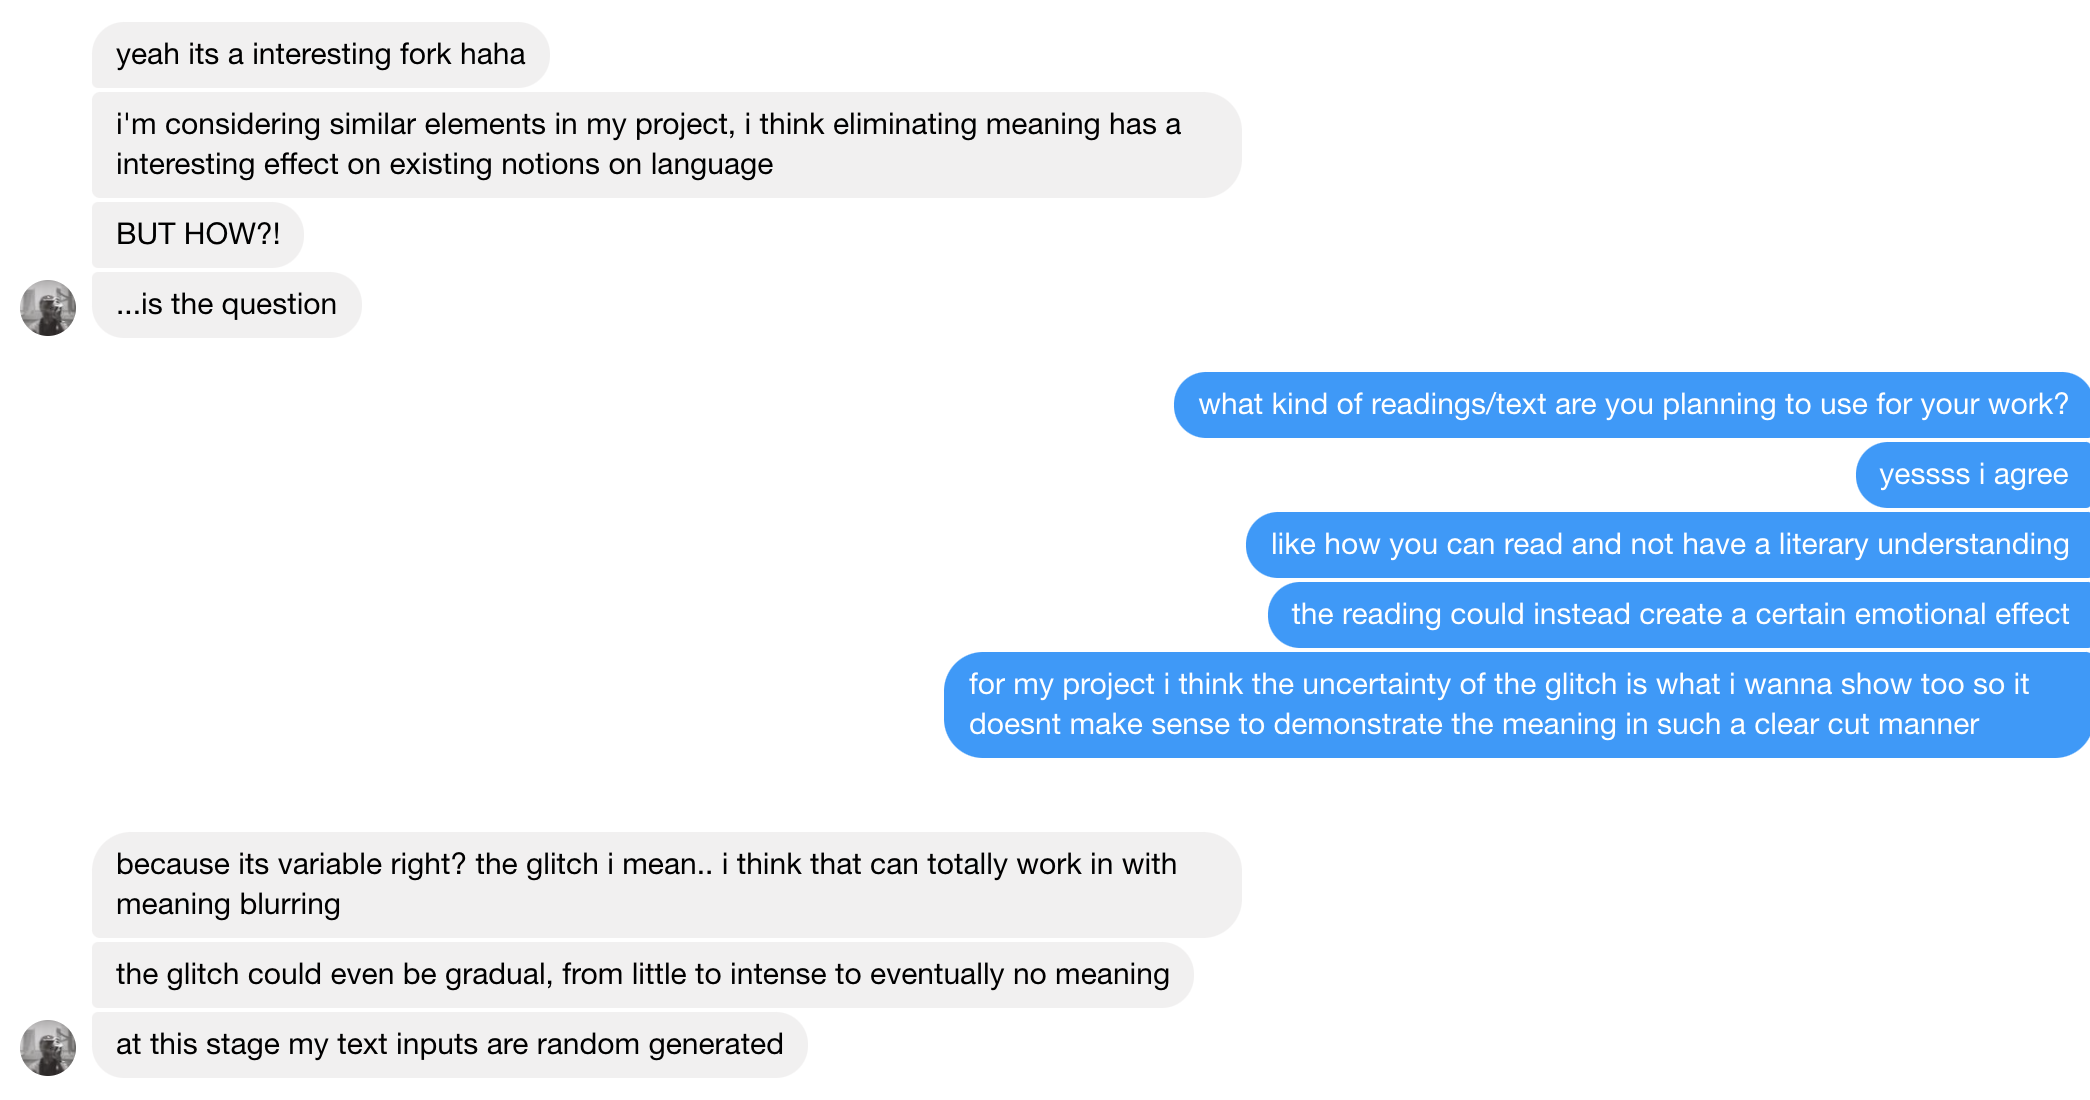 yeah its a interesting fork haha
i'm considering similar elements in my project, i think eliminating meaning has a
interesting effect on existing notions on language
BUT HOW?!
...is the question
what kind of readings/text are you planning to use for your work?
yessss i agree
like how you can read and not have a literary understanding
the reading could instead create a certain emotional effect
for my project i think the uncertainty of the glitch is what i wanna show too so it
doesnt make sense to demonstrate the meaning in such a clear cut manner
because its variable right? the glitch i mean.. i think that can totally work in with
meaning blurring
the glitch could even be gradual, from little to intense to eventually no meaning
at this stage my text inputs are random generated